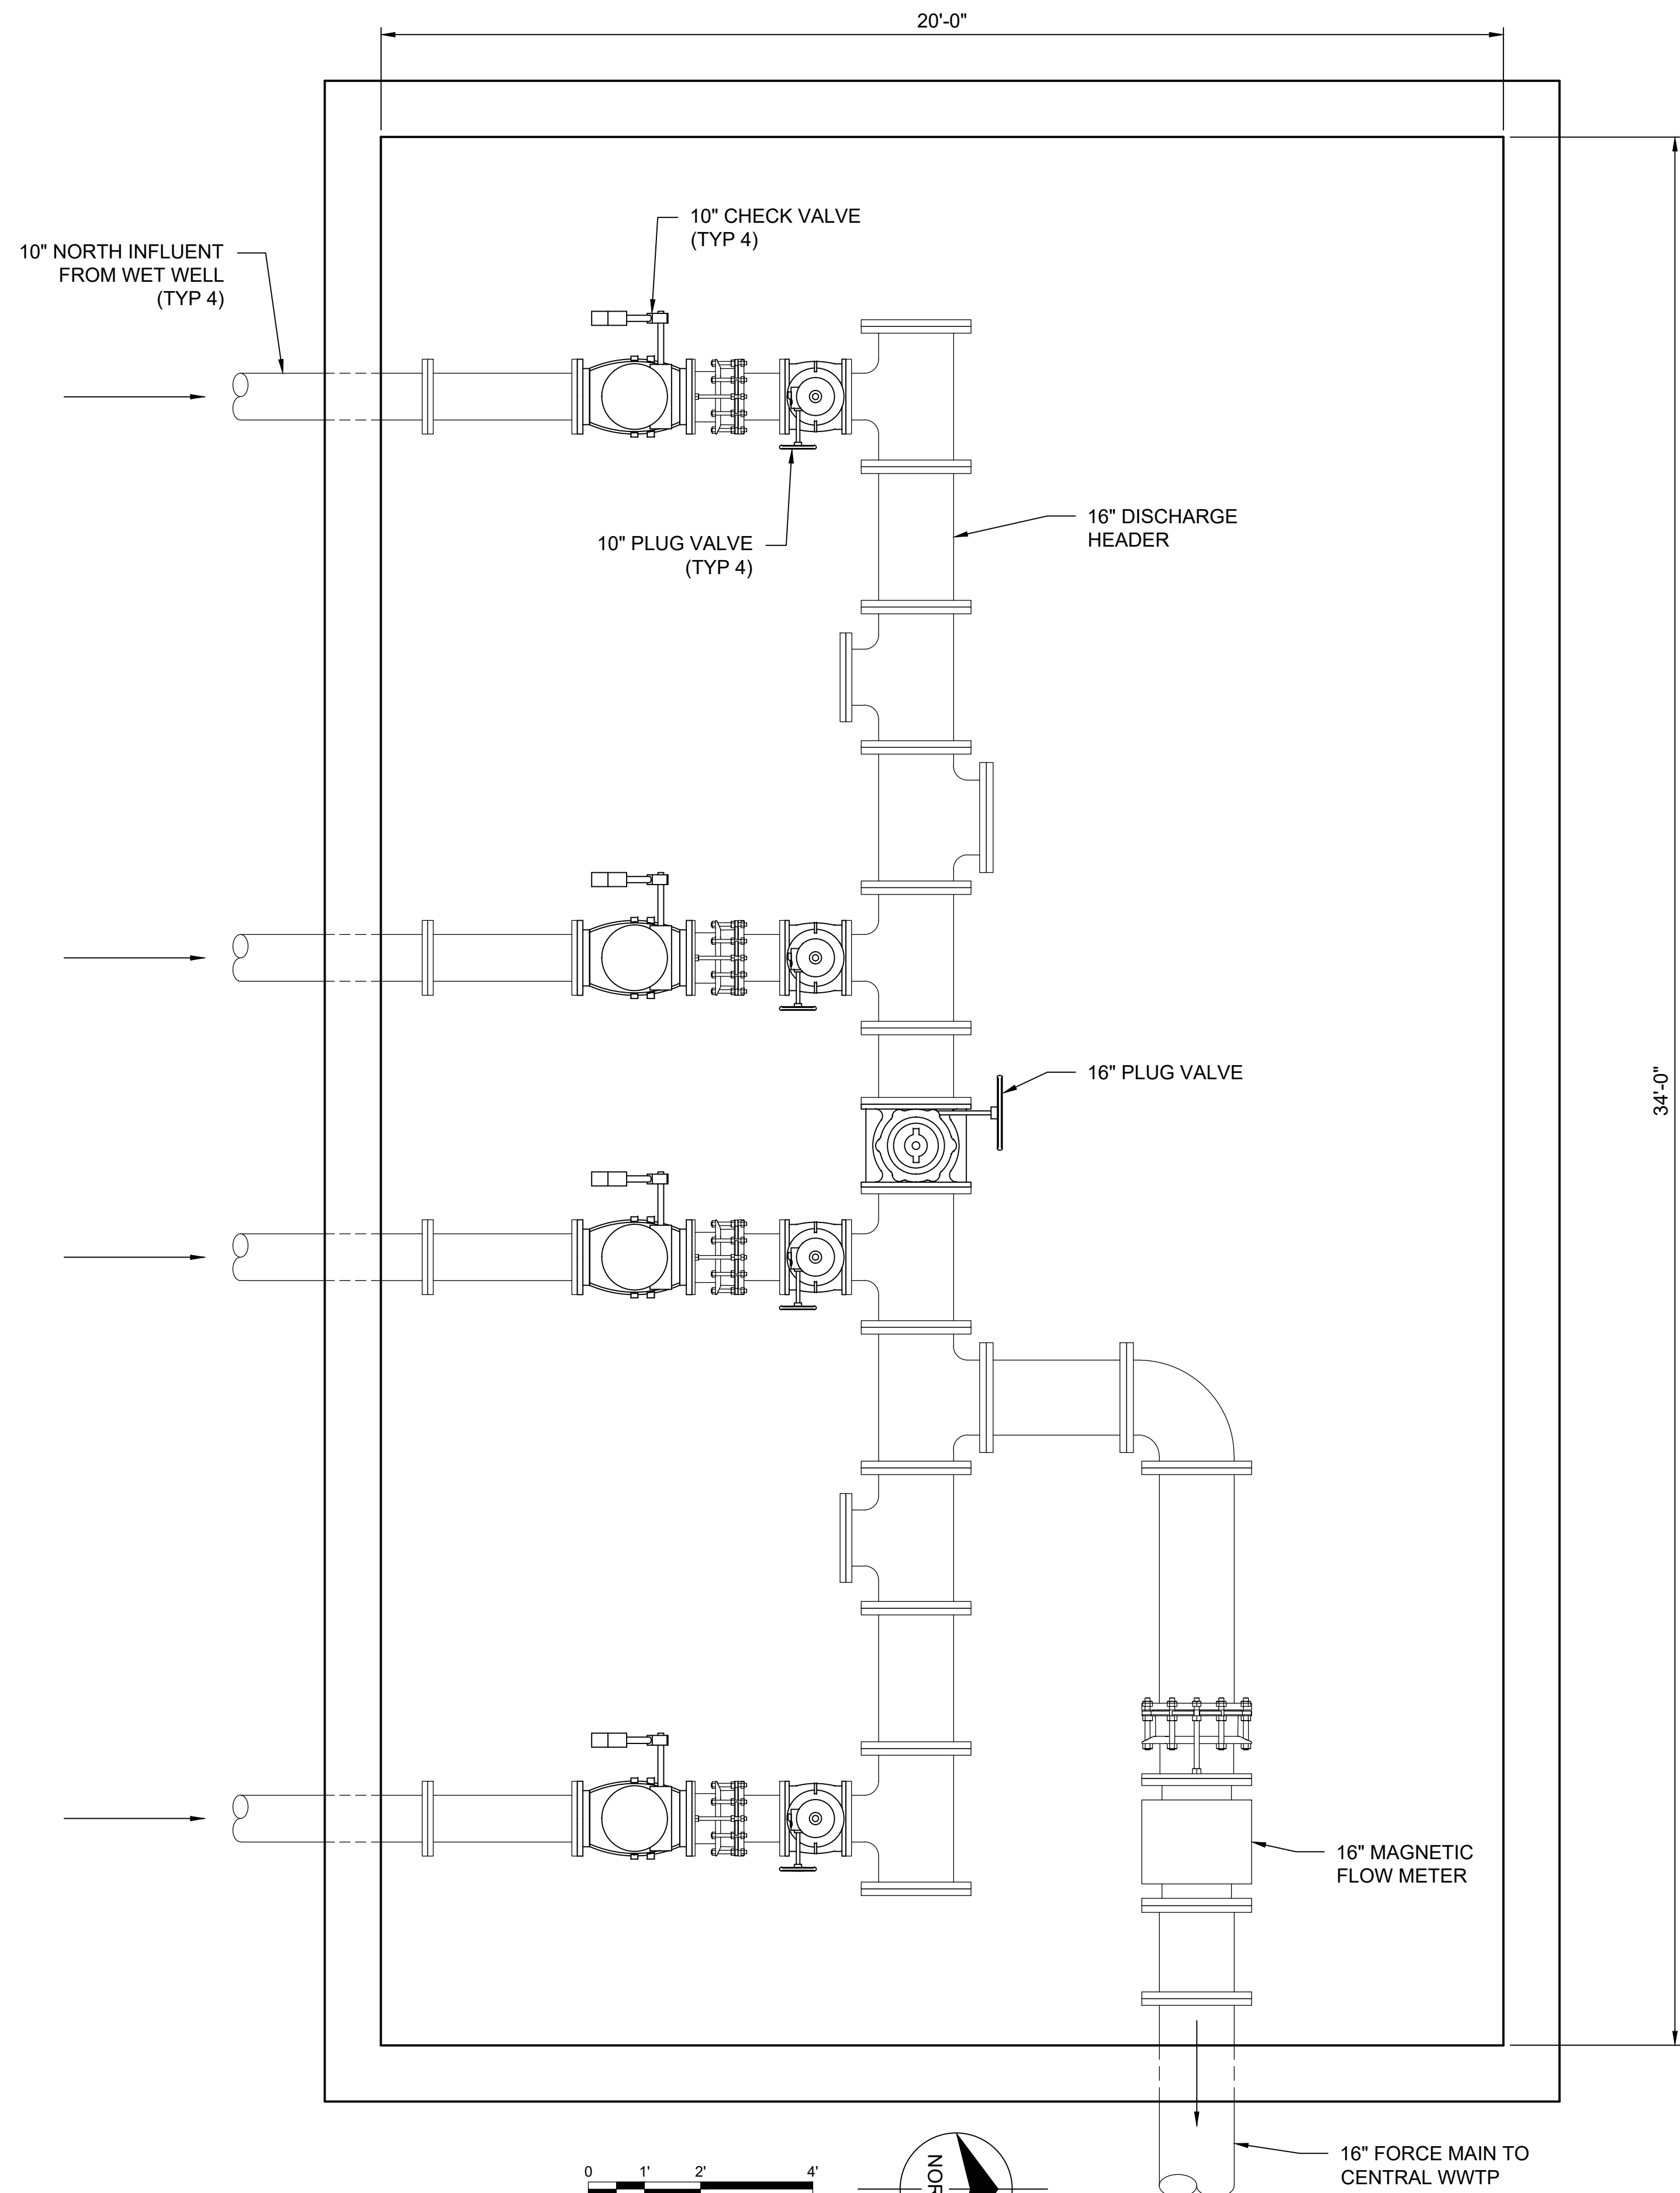 20'-0"
10" CHECK VALVE
(TYP 4)
10" NORTH INFLUENT
FROM WET WELL
(TYP 4)
16" DISCHARGE
HEADER
10" PLUG VALVE
(TYP 4)
16" PLUG VALVE
34'-0"
16" MAGNETIC
FLOW METER
16" FORCE MAIN TO
CENTRAL WWTP
0 1' 2' 4'